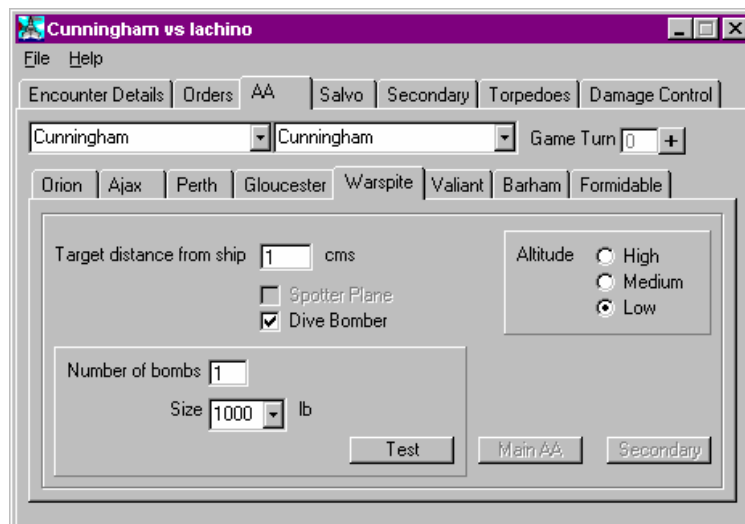 Cunningham vs Iachino
File Help
Encounter Details Orders AA Salvo Secondary Torpedoes Damage Control
Cunningham Cunningham Game Turn 0 +
Orion Ajax Perth Gloucester Warspite Valiant Barham Formidable
Target distance from ship 1 cms Altitude High
Spotter Plane Medium
Dive Bomber Low
Number of bombs 1
Size 1000 lb
Test Main AA Secondary